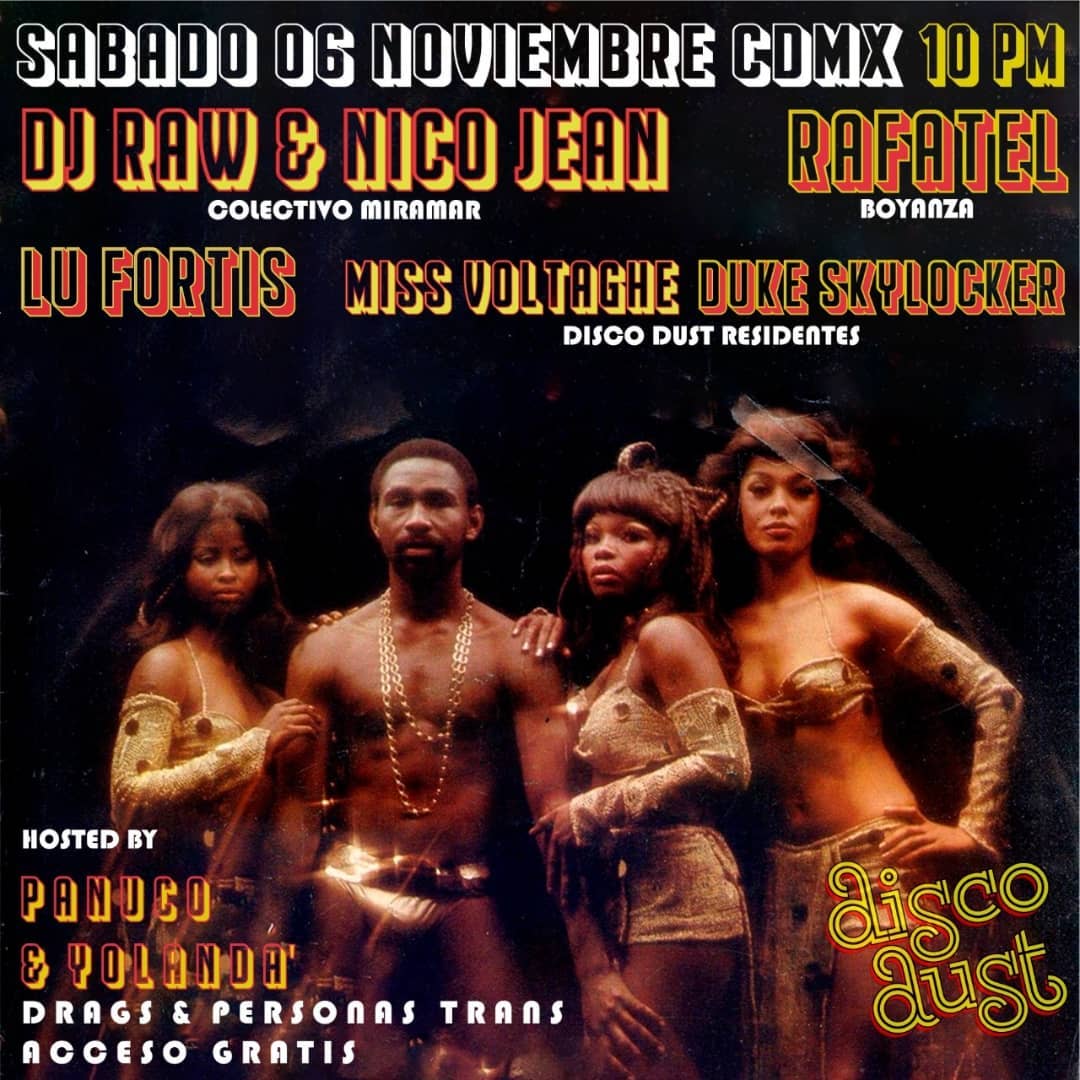 SABADO 06 NOVIEMBRE CDMX 10 PM
DJ RAW & NICO JEAN RAFATEL
COLECTIVO MIRAMAR BOYANZA
LU FORTIS MISS VOLTAGHE DUKE SKYLOCKER
DISCO DUST RESIDENTES
HOSTED BY
PANUCO
& YOLANDA'
DRAGS & PERSONAS TRANS
ACCESO GRATIS
disco
dust